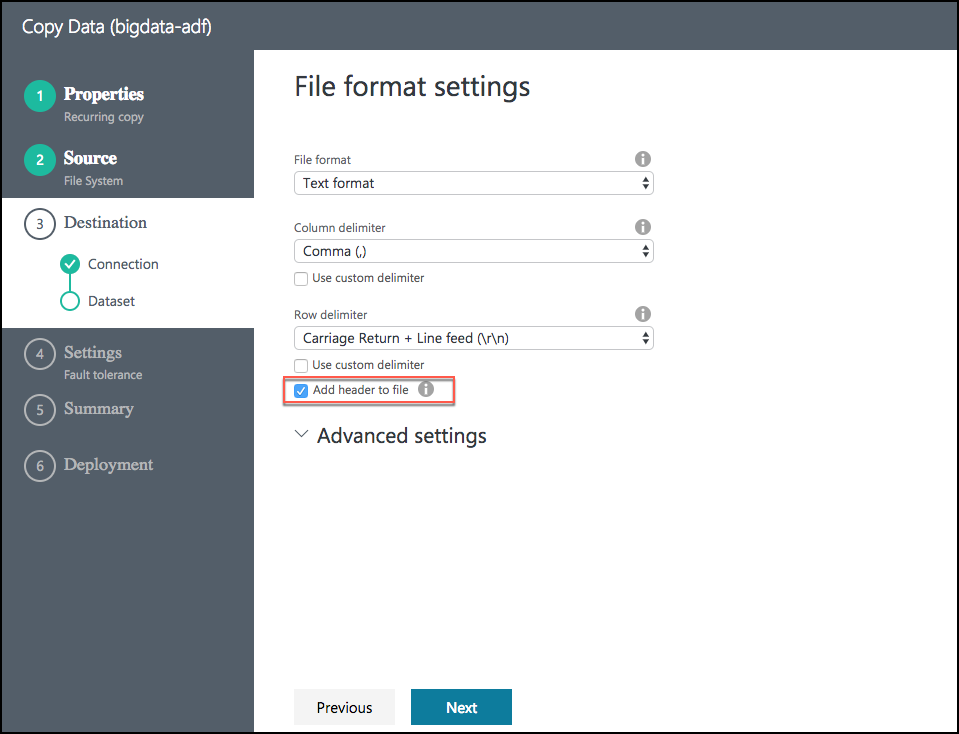 Copy Data (bigdata-adf)
1 Properties
Recurring copy
2 Source
File System
3 Destination
Connection
Dataset
4 Settings
Fault tolerance
5 Summary
6 Deployment
File format settings
File format
Text format
Column delimiter
Comma (,)
Use custom delimiter
Row delimiter
Carriage Return + Line feed (\r\n)
Use custom delimiter
Add header to file
Advanced settings
Previous Next